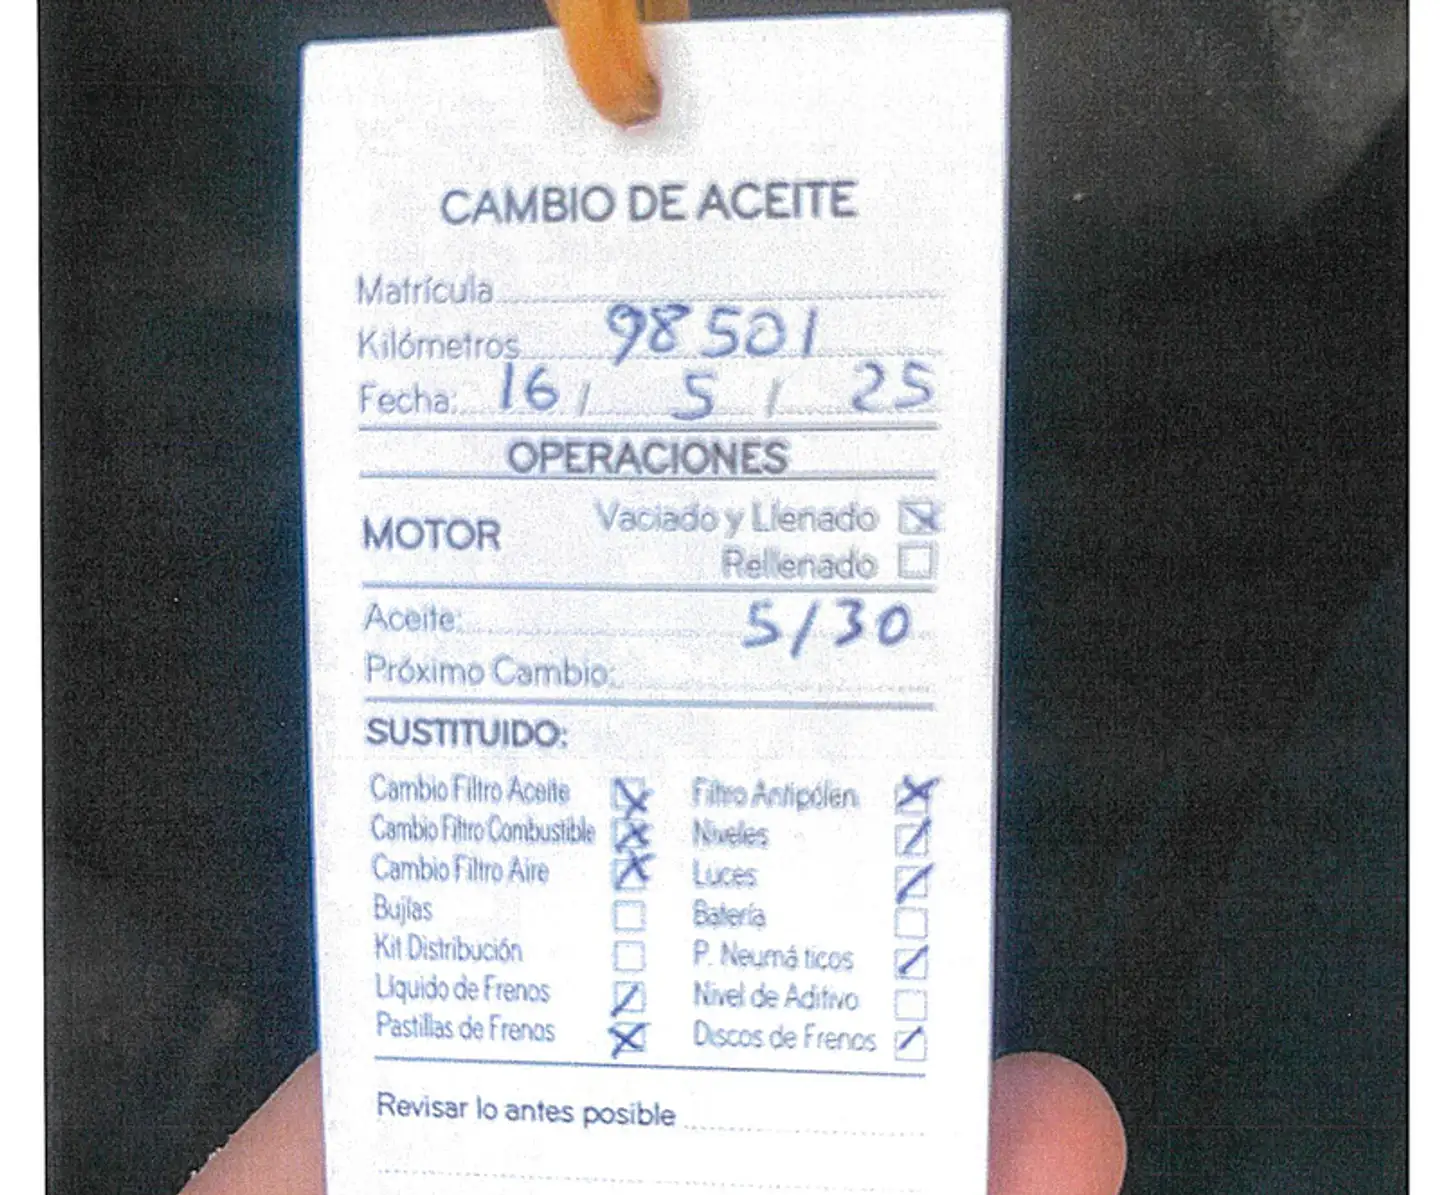 CAMBIO DE ACEITE
Matrícula
Kilómetros 98501
Fecha: 16 / 5 / 25
OPERACIONES
MOTOR
Vaciado y Llenado
Rellenado
Aceite: 5/30
Próximo Cambio:
SUSTITUIDO:
Cambio Filtro Aceite
Filtro Antipólen
Cambio Filtro Combustible
Niveles
Cambio Filtro Aire
Luces
Bujías
Batería
Kit Distribución
P. Neumáticos
Líquido de Frenos
Nivel de Aditivo
Pastillas de Frenos
Discos de Frenos
Revisar lo antes posible